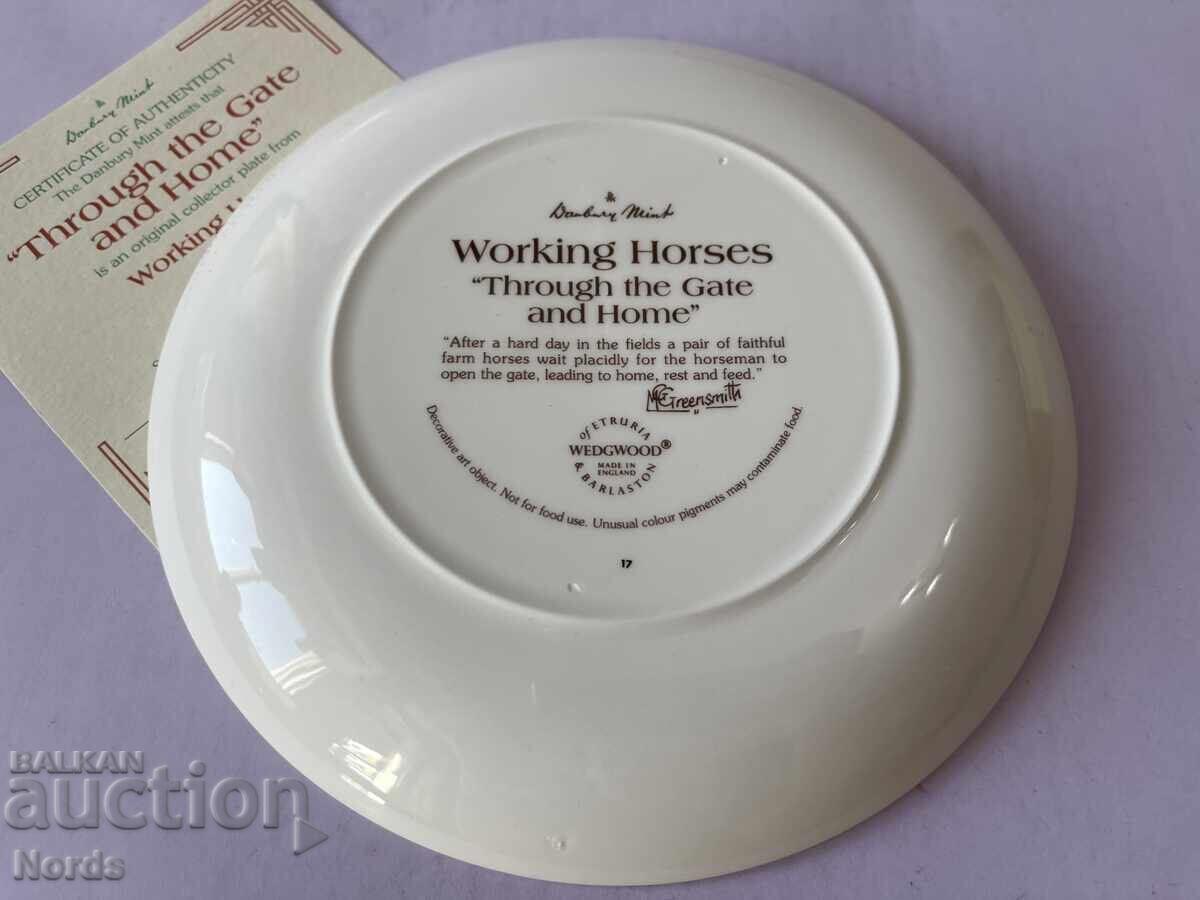 Danbury Mint
CERTIFICATE OF AUTHENTICITY
The Danbury Mint attests that
“Through the Gate
and Home”
is an original collector plate from
Working
Danbury Mint
Working Horses
“Through the Gate
and Home”
“After a hard day in the fields a pair of faithful
farm horses wait placidly for the horseman to
open the gate, leading to home, rest and feed.”
Greensmith
of ETRURIA
WEDGWOOD®
MADE IN
ENGLAND
& BARLASTON
Decorative art object. Not for food use. Unusual colour pigments may contaminate food.
17
BALKAN
auction
Nords